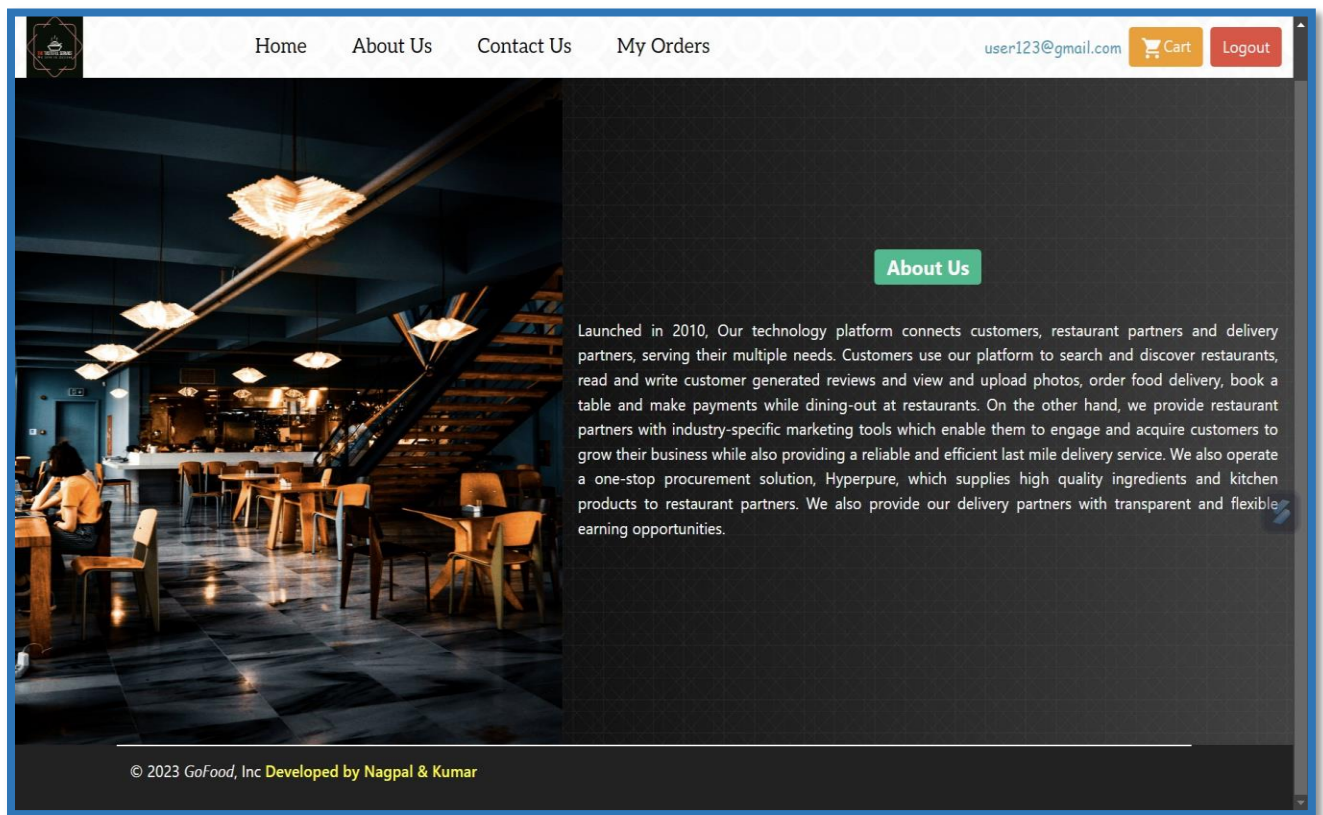 Home About Us Contact Us My Orders user123@gmail.com Cart Logout
About Us
Launched in 2010, Our technology platform connects customers, restaurant partners and delivery
partners, serving their multiple needs. Customers use our platform to search and discover restaurants,
read and write customer generated reviews and view and upload photos, order food delivery, book a
table and make payments while dining-out at restaurants. On the other hand, we provide restaurant
partners with industry-specific marketing tools which enable them to engage and acquire customers to
grow their business while also providing a reliable and efficient last mile delivery service. We also operate
a one-stop procurement solution, Hyperpure, which supplies high quality ingredients and kitchen
products to restaurant partners. We also provide our delivery partners with transparent and flexible
earning opportunities.
© 2023 GoFood, Inc Developed by Nagpal & Kumar